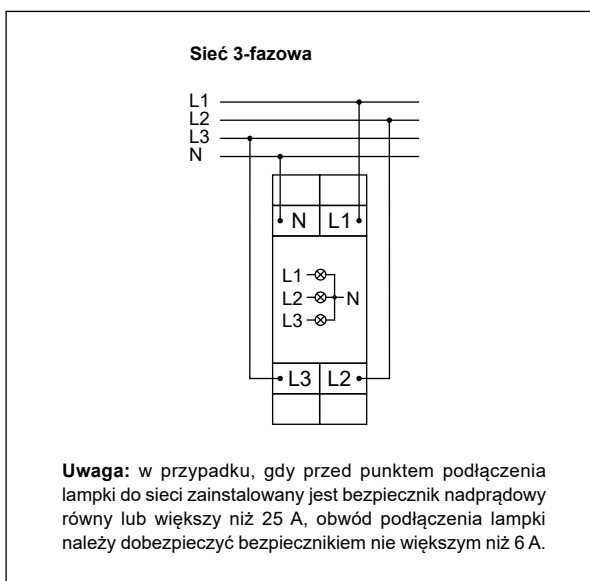 Sieć 3-fazowa
L1
L2
L3
N
N L1
L1
L2 N
L3
L3 L2
Uwaga: w przypadku, gdy przed punktem podłączenia
lampki do sieci zainstalowany jest bezpiecznik nadprądowy
równy lub większy niż 25 A, obwód podłączenia lampki
należy dobezpieczyć bezpiecznikiem nie większym niż 6 A.